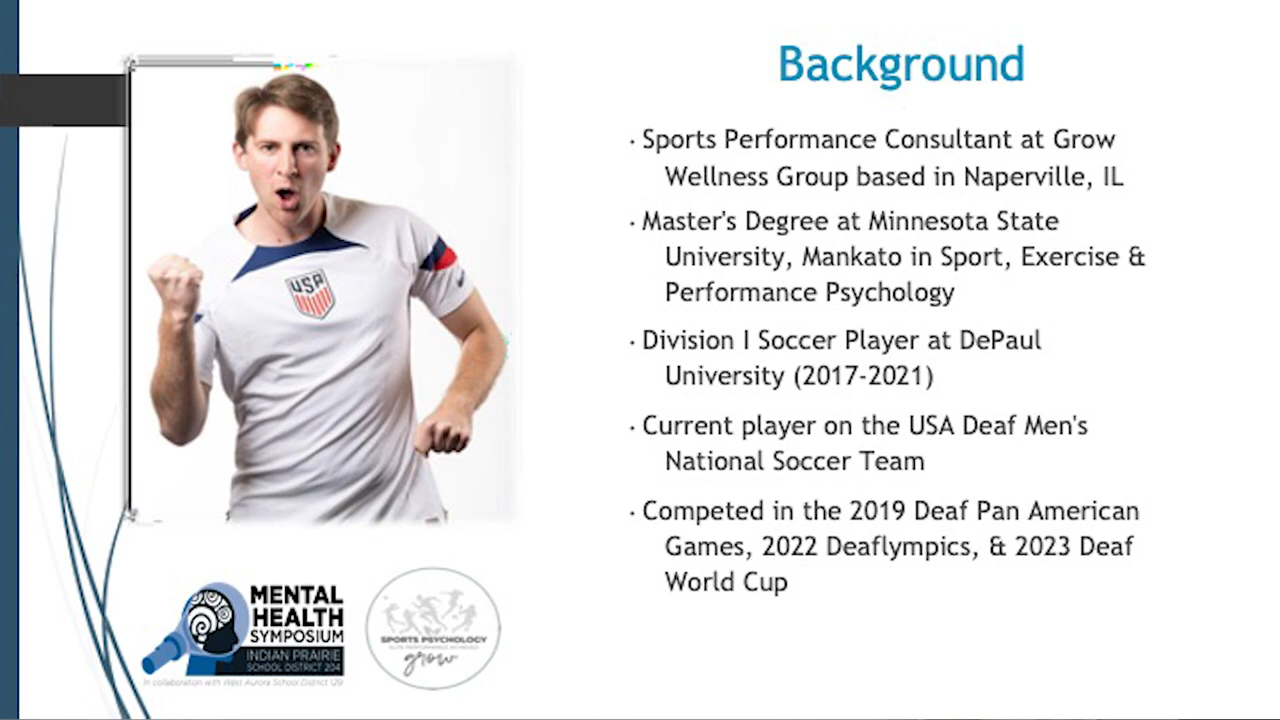 Background
· Sports Performance Consultant at Grow
Wellness Group based in Naperville, IL
· Master's Degree at Minnesota State
University, Mankato in Sport, Exercise &
Performance Psychology
· Division I Soccer Player at DePaul
University (2017-2021)
· Current player on the USA Deaf Men's
National Soccer Team
· Competed in the 2019 Deaf Pan American
Games, 2022 Deaflympics, & 2023 Deaf
World Cup
USA
MENTAL
HEALTH
SYMPOSIUM
INDIAN PRAIRIE
SCHOOL DISTRICT 204
In collaboration with West Aurora School District 129
SPORTS PSYCHOLOGY
grow